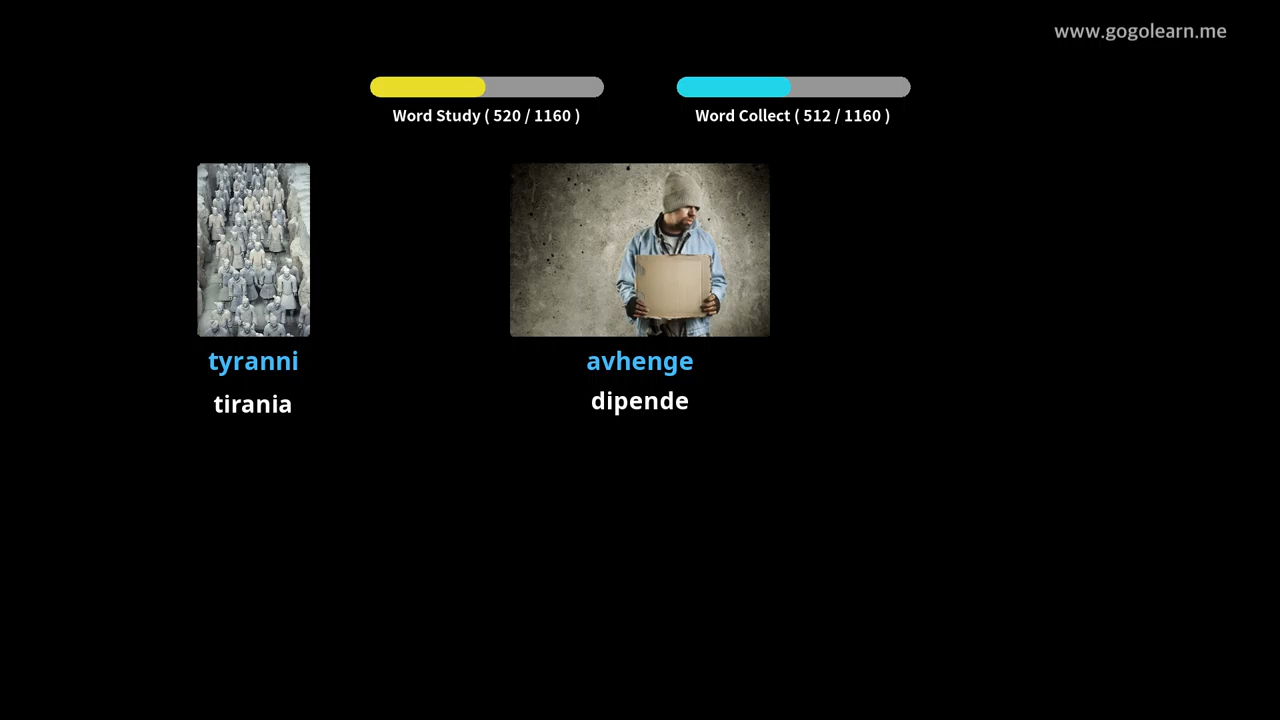 www.gogolearn.me
Word Study ( 520 / 1160 )
Word Collect ( 512 / 1160 )
tyranni
avhenge
tirania
dipende